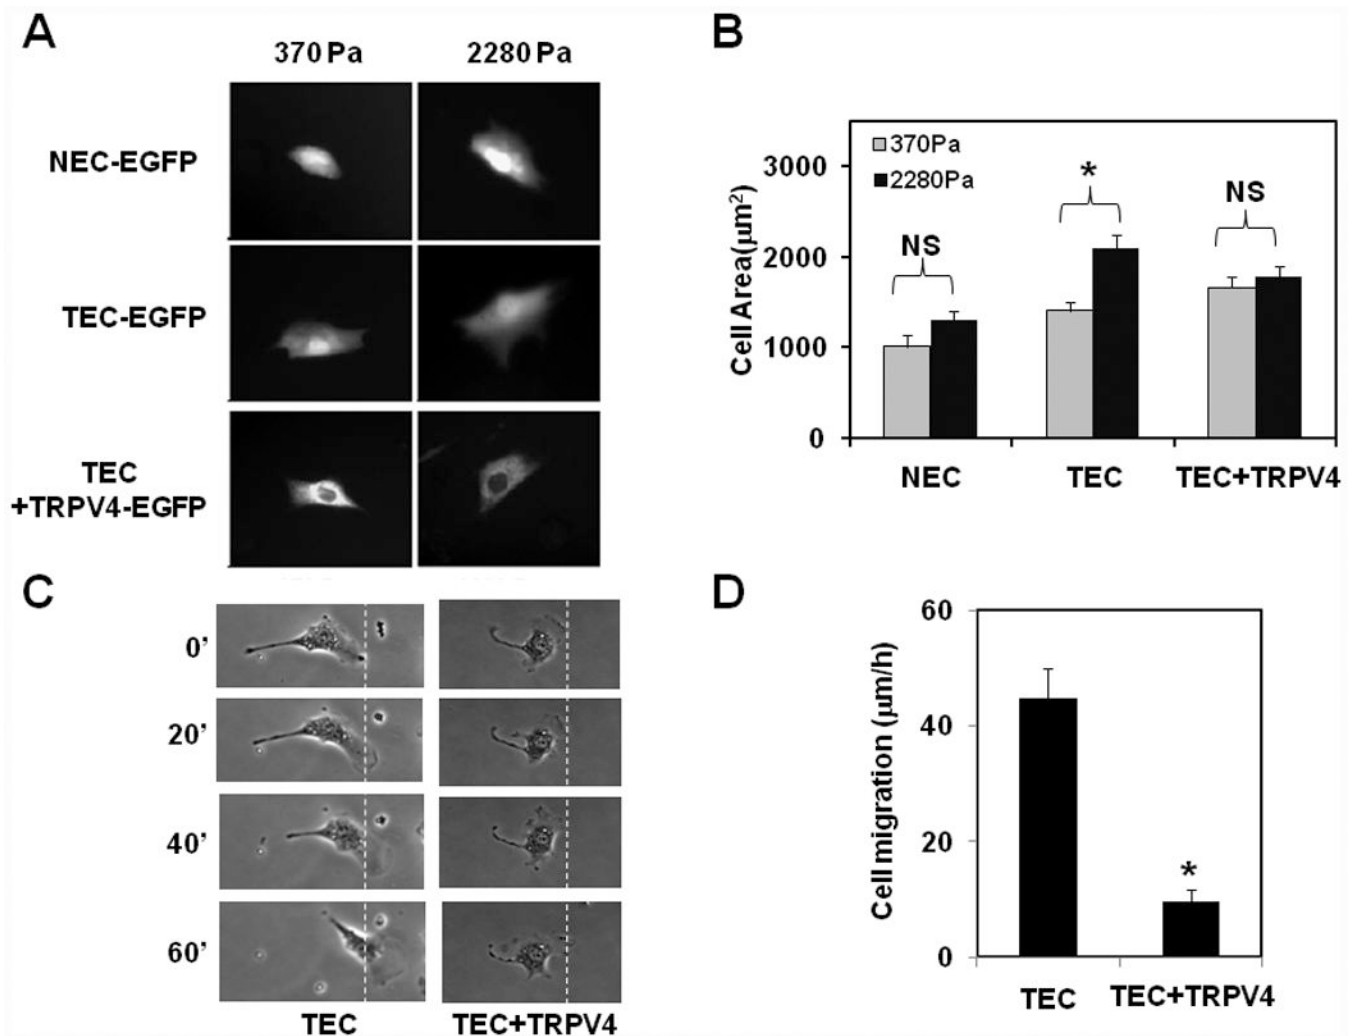 A
370 Pa 2280 Pa
NEC-EGFP
TEC-EGFP
TEC
+TRPV4-EGFP
B
Cell Area(μm²)
3000
2000
1000
0
370Pa
2280Pa
NS
*
NS
NEC TEC TEC+TRPV4
C
0’
20’
40’
60’
TEC TEC+TRPV4
D
Cell migration (μm/h)
60
40
20
0
*
TEC TEC+TRPV4